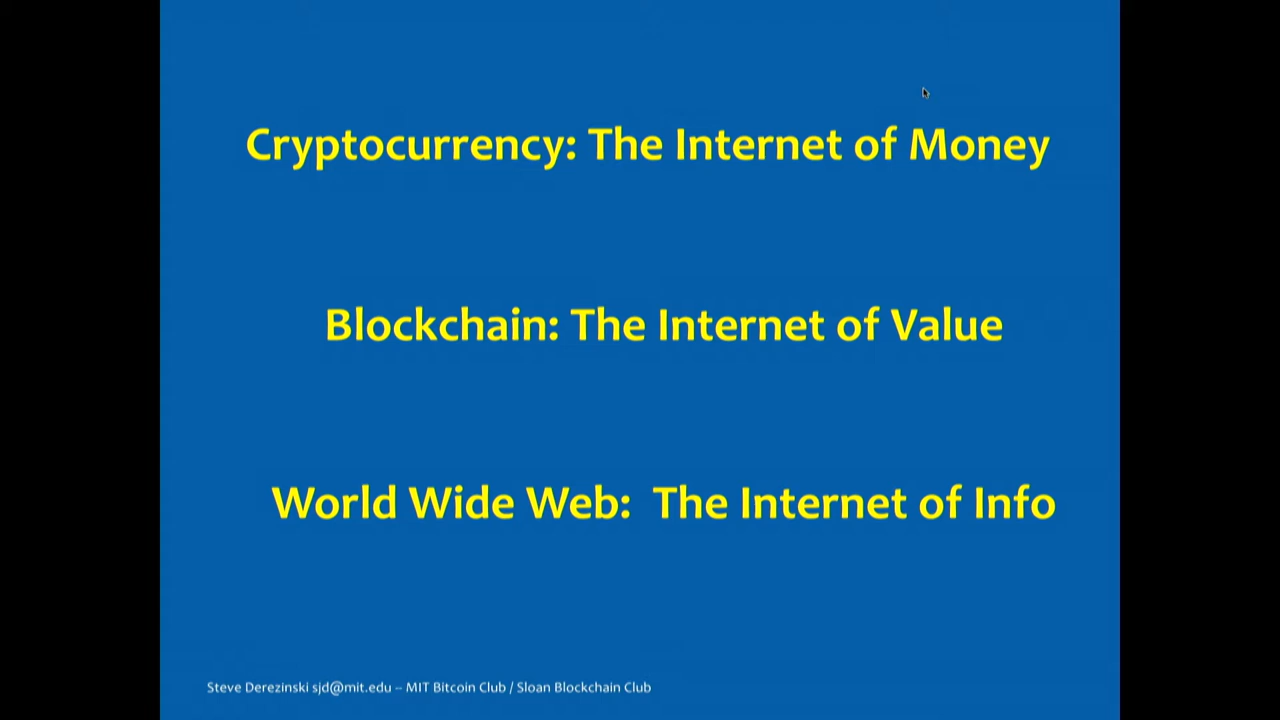 Cryptocurrency: The Internet of Money
Blockchain: The Internet of Value
World Wide Web:  The Internet of Info
Steve Derezinski sjd@mit.edu – MIT Bitcoin Club / Sloan Blockchain Club